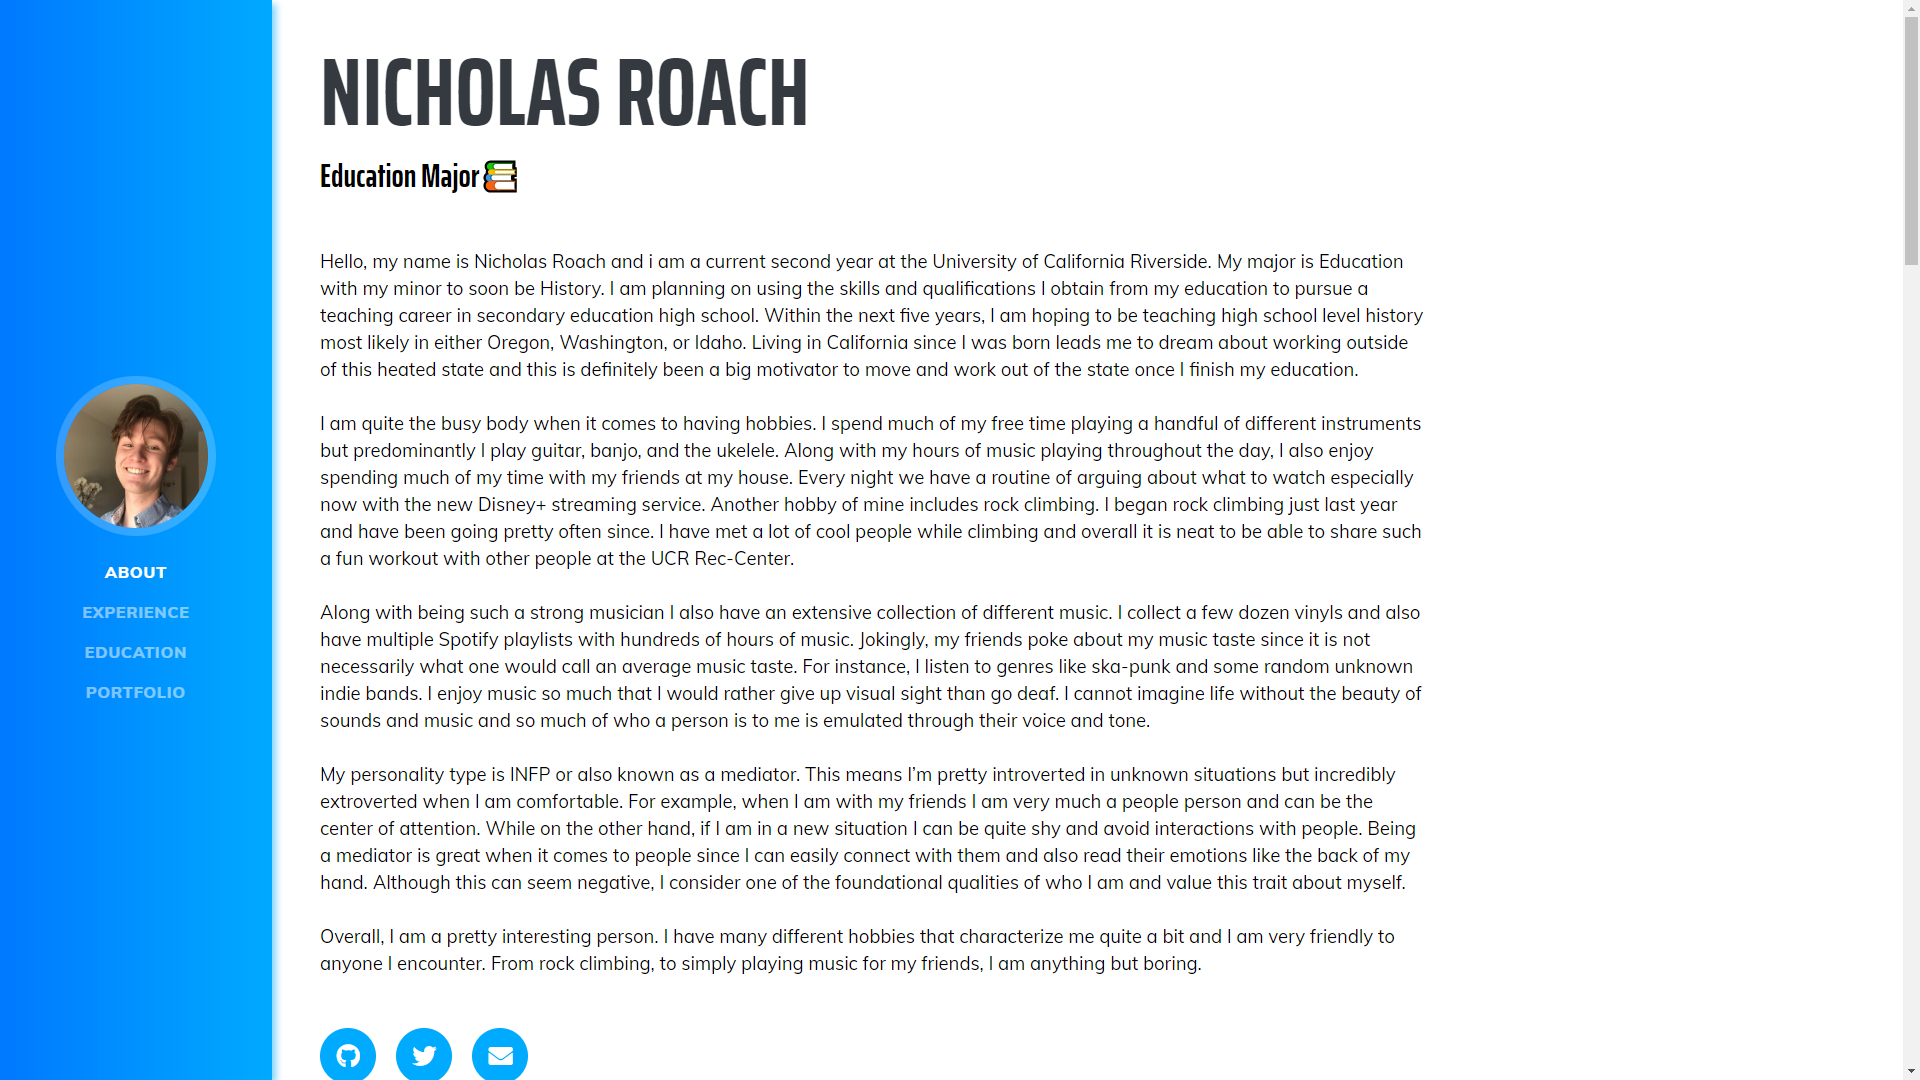 NICHOLAS ROACH
Education Major
Hello, my name is Nicholas Roach and i am a current second year at the University of California Riverside. My major is Education
with my minor to soon be History. I am planning on using the skills and qualifications I obtain from my education to pursue a
teaching career in secondary education high school. Within the next five years, I am hoping to be teaching high school level history
most likely in either Oregon, Washington, or Idaho. Living in California since I was born leads me to dream about working outside
of this heated state and this is definitely been a big motivator to move and work out of the state once I finish my education.
I am quite the busy body when it comes to having hobbies. I spend much of my free time playing a handful of different instruments
but predominantly I play guitar, banjo, and the ukelele. Along with my hours of music playing throughout the day, I also enjoy
spending much of my time with my friends at my house. Every night we have a routine of arguing about what to watch especially
now with the new Disney+ streaming service. Another hobby of mine includes rock climbing. I began rock climbing just last year
and have been going pretty often since. I have met a lot of cool people while climbing and overall it is neat to be able to share such
a fun workout with other people at the UCR Rec-Center.
Along with being such a strong musician I also have an extensive collection of different music. I collect a few dozen vinyls and also
have multiple Spotify playlists with hundreds of hours of music. Jokingly, my friends poke about my music taste since it is not
necessarily what one would call an average music taste. For instance, I listen to genres like ska-punk and some random unknown
indie bands. I enjoy music so much that I would rather give up visual sight than go deaf. I cannot imagine life without the beauty of
sounds and music and so much of who a person is to me is emulated through their voice and tone.
My personality type is INFP or also known as a mediator. This means I’m pretty introverted in unknown situations but incredibly
extroverted when I am comfortable. For example, when I am with my friends I am very much a people person and can be the
center of attention. While on the other hand, if I am in a new situation I can be quite shy and avoid interactions with people. Being
a mediator is great when it comes to people since I can easily connect with them and also read their emotions like the back of my
hand. Although this can seem negative, I consider one of the foundational qualities of who I am and value this trait about myself.
Overall, I am a pretty interesting person. I have many different hobbies that characterize me quite a bit and I am very friendly to
anyone I encounter. From rock climbing, to simply playing music for my friends, I am anything but boring.
ABOUT
EXPERIENCE
EDUCATION
PORTFOLIO